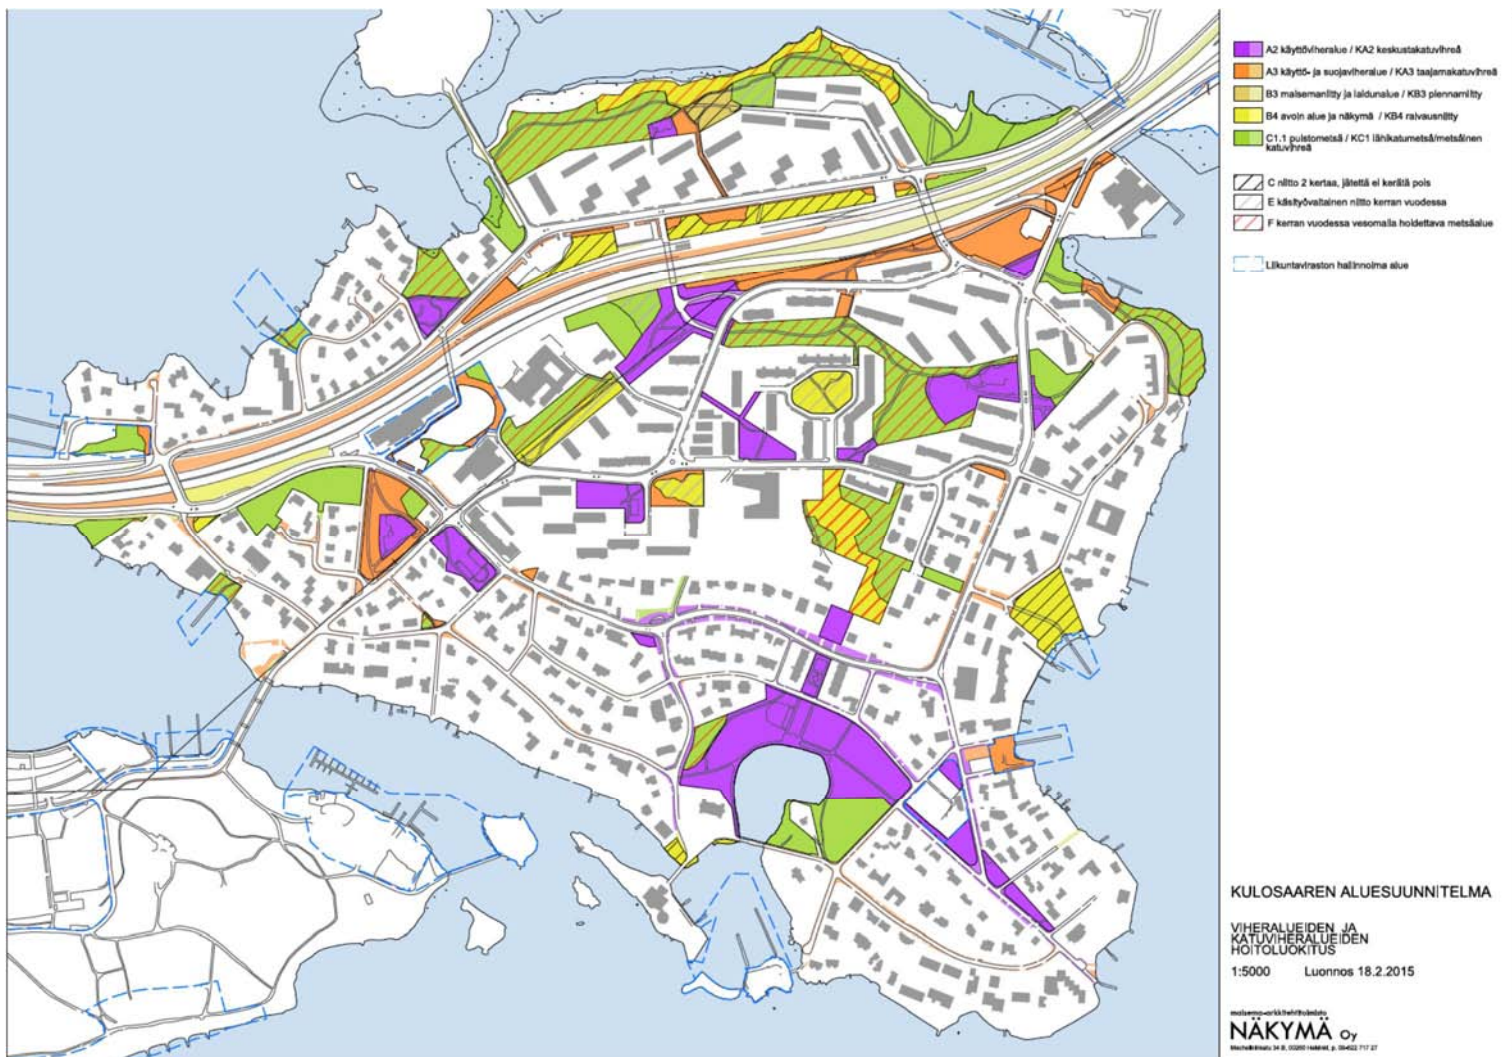 A2 käyttöviheralue / KA2 keskustakatuvihreä
A3 käyttö- ja suojaviheralue / KA3 taajamakatuvihreä
B3 maisemaniitty ja laidunalue / KB3 piennarniitty
B4 avoin alue ja näkymä / KB4 raivausniitty
C1.1 puistometsä / KC1 lähikatumetsä/metsäinen
katuvihreä
C niitto 2 kertaa, jätettä ei kerätä pois
E käsityövaltainen niitto kerran vuodessa
F kerran vuodessa vesomalla hoidettava metsäalue
Liikuntaviraston hallinnoima alue
KULOSAAREN ALUESUUNNITELMA
VIHERALUEIDEN JA
KATUVIHERALUEIDEN
HOITOLUOKITUS
1:5000 Luonnos 18.2.2015
maisema-arkkitehtitoimisto
NÄKYMÄ Oy